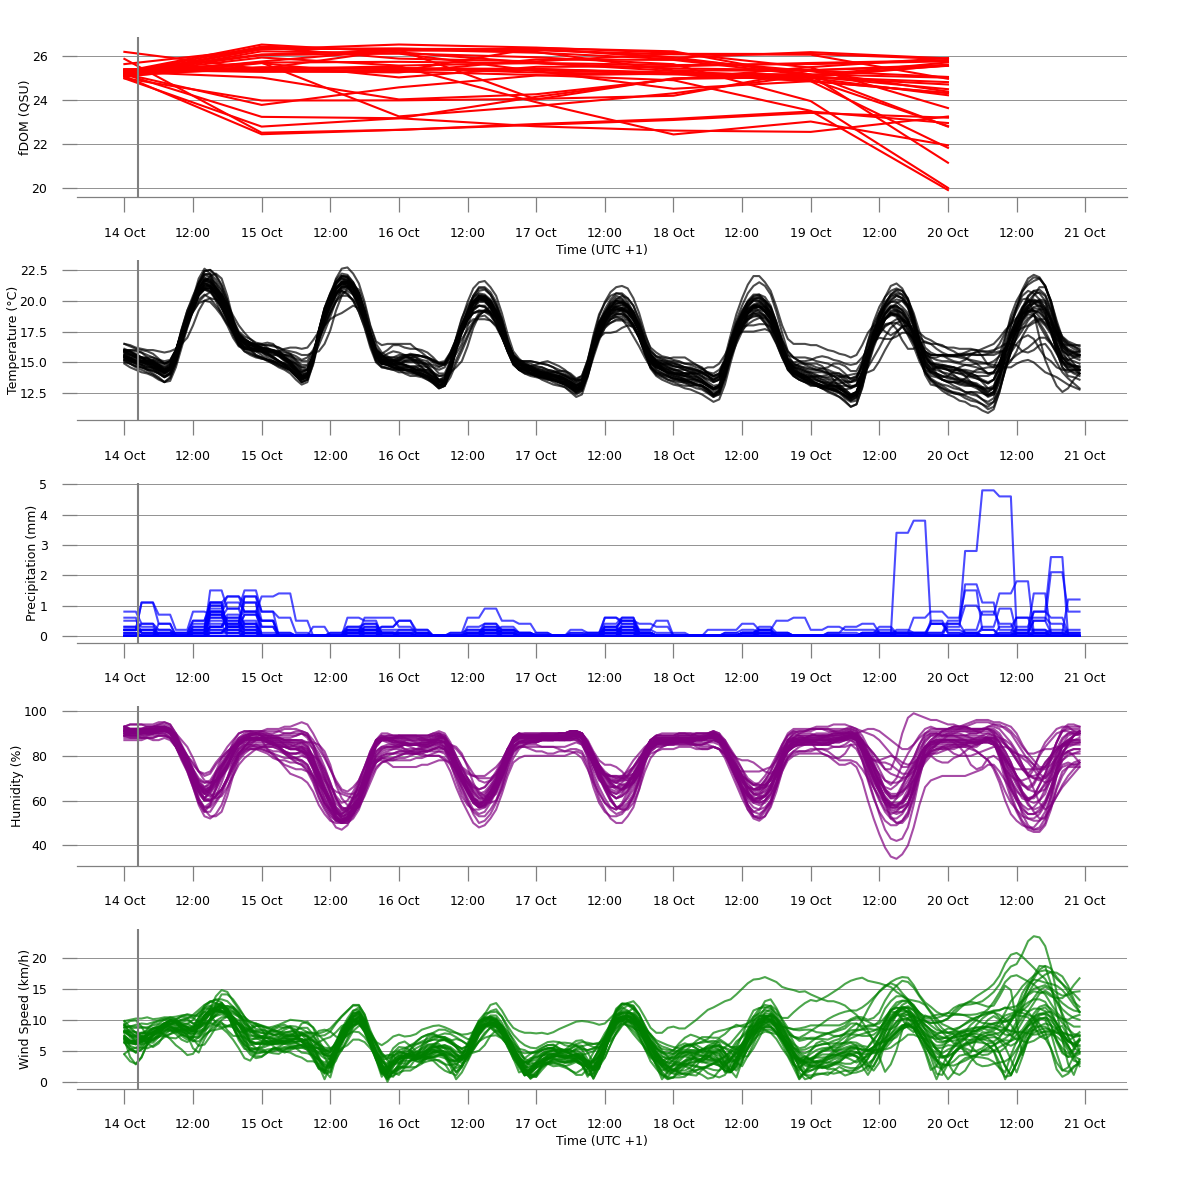 26
24
22
20
fDOM (QSU)
14 Oct 12:00 15 Oct 12:00 16 Oct 12:00 17 Oct 12:00 18 Oct 12:00 19 Oct 12:00 20 Oct 12:00 21 Oct
Time (UTC +1)
22.5
20.0
17.5
15.0
12.5
Temperature (°C)
14 Oct 12:00 15 Oct 12:00 16 Oct 12:00 17 Oct 12:00 18 Oct 12:00 19 Oct 12:00 20 Oct 12:00 21 Oct
5
4
3
2
1
0
Precipitation (mm)
14 Oct 12:00 15 Oct 12:00 16 Oct 12:00 17 Oct 12:00 18 Oct 12:00 19 Oct 12:00 20 Oct 12:00 21 Oct
100
80
60
40
Humidity (%)
14 Oct 12:00 15 Oct 12:00 16 Oct 12:00 17 Oct 12:00 18 Oct 12:00 19 Oct 12:00 20 Oct 12:00 21 Oct
20
15
10
5
0
Wind Speed (km/h)
14 Oct 12:00 15 Oct 12:00 16 Oct 12:00 17 Oct 12:00 18 Oct 12:00 19 Oct 12:00 20 Oct 12:00 21 Oct
Time (UTC +1)